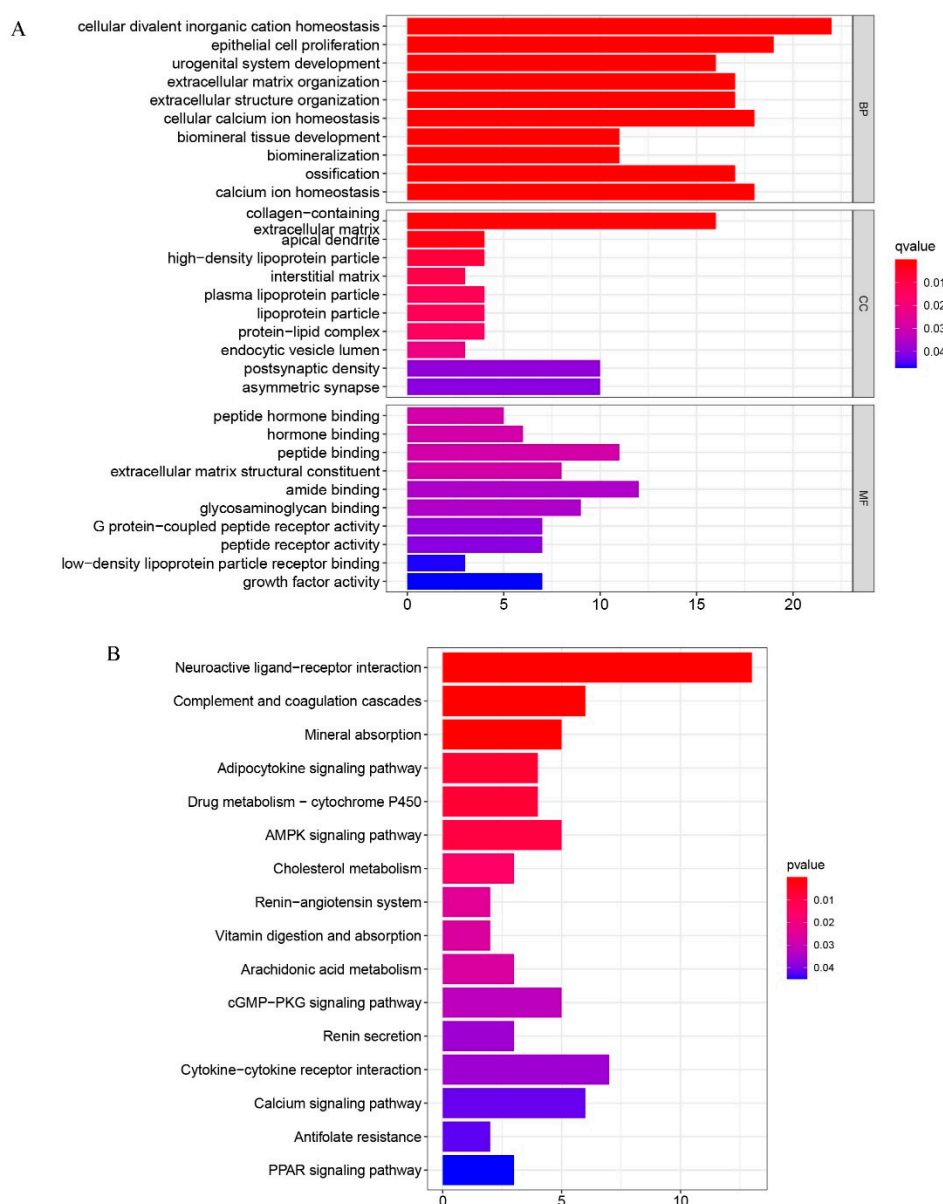 A
cellular divalent inorganic cation homeostasis
epithelial cell proliferation
urogenital system development
extracellular matrix organization
extracellular structure organization
cellular calcium ion homeostasis
biomineral tissue development
biomineralization
ossification
calcium ion homeostasis
BP
collagen−containing
extracellular matrix
apical dendrite
high−density lipoprotein particle
interstitial matrix
plasma lipoprotein particle
lipoprotein particle
protein−lipid complex
endocytic vesicle lumen
postsynaptic density
asymmetric synapse
CC
peptide hormone binding
hormone binding
peptide binding
extracellular matrix structural constituent
amide binding
glycosaminoglycan binding
G protein−coupled peptide receptor activity
peptide receptor activity
low−density lipoprotein particle receptor binding
growth factor activity
MF
0 5 10 15 20
qvalue
0.01
0.02
0.03
0.04
B
Neuroactive ligand−receptor interaction
Complement and coagulation cascades
Mineral absorption
Adipocytokine signaling pathway
Drug metabolism − cytochrome P450
AMPK signaling pathway
Cholesterol metabolism
Renin−angiotensin system
Vitamin digestion and absorption
Arachidonic acid metabolism
cGMP−PKG signaling pathway
Renin secretion
Cytokine−cytokine receptor interaction
Calcium signaling pathway
Antifolate resistance
PPAR signaling pathway
0 5 10
pvalue
0.01
0.02
0.03
0.04